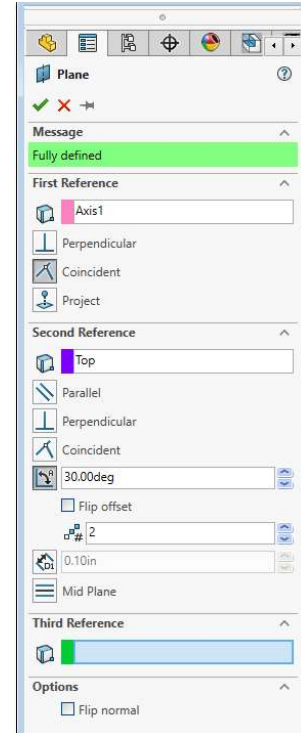 Plane
Message
Fully defined
First Reference
Axis1
Perpendicular
Coincident
Project
Second Reference
Top
Parallel
Perpendicular
Coincident
30.00deg
Flip offset
# 2
0.10in
Mid Plane
Third Reference
Options
Flip normal